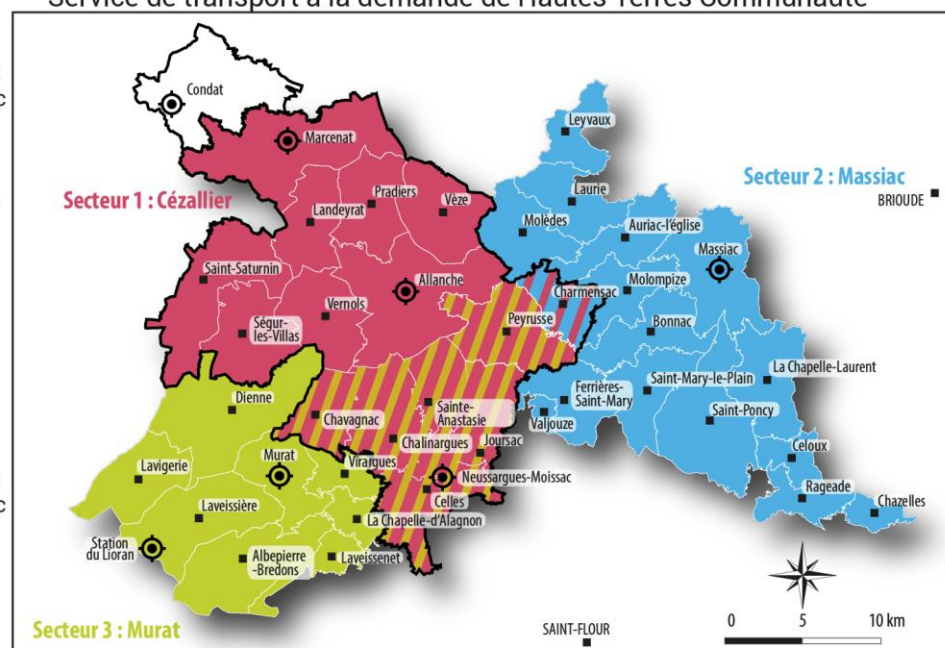 Service de transport à la demande de Hautes Terres Communauté
c
c
Condat
Marcenat
Leyvaux
Secteur 1 : Cézallier
Pradiers
Vèze
Landeyrat
Laurie
Secteur 2 : Massiac
BRIOUDE
Molèdes
Auriac-l'église
Massiac
Saint-Saturnin
Allanche
Charmensac
Molompize
Vernols
Peyrusse
Ségur-
les-Villas
Bonnac
La Chapelle-Laurent
Dienne
Chavagnac
Sainte-
Anastasie
Ferrières-
Saint-Mary
Saint-Mary-le-Plain
Valjouze
Saint-Poncy
Chalinargues
Joursac
Celoux
Lavigerie
Murat
Virargues
Neussargues-Moissac
Celles
Rageade
Chazelles
Laveissière
La Chapelle-d'Alagnon
Station
du Lioran
Albepierre
-Bredons
Laveissenet
Secteur 3 : Murat
SAINT-FLOUR
0 5 10 km